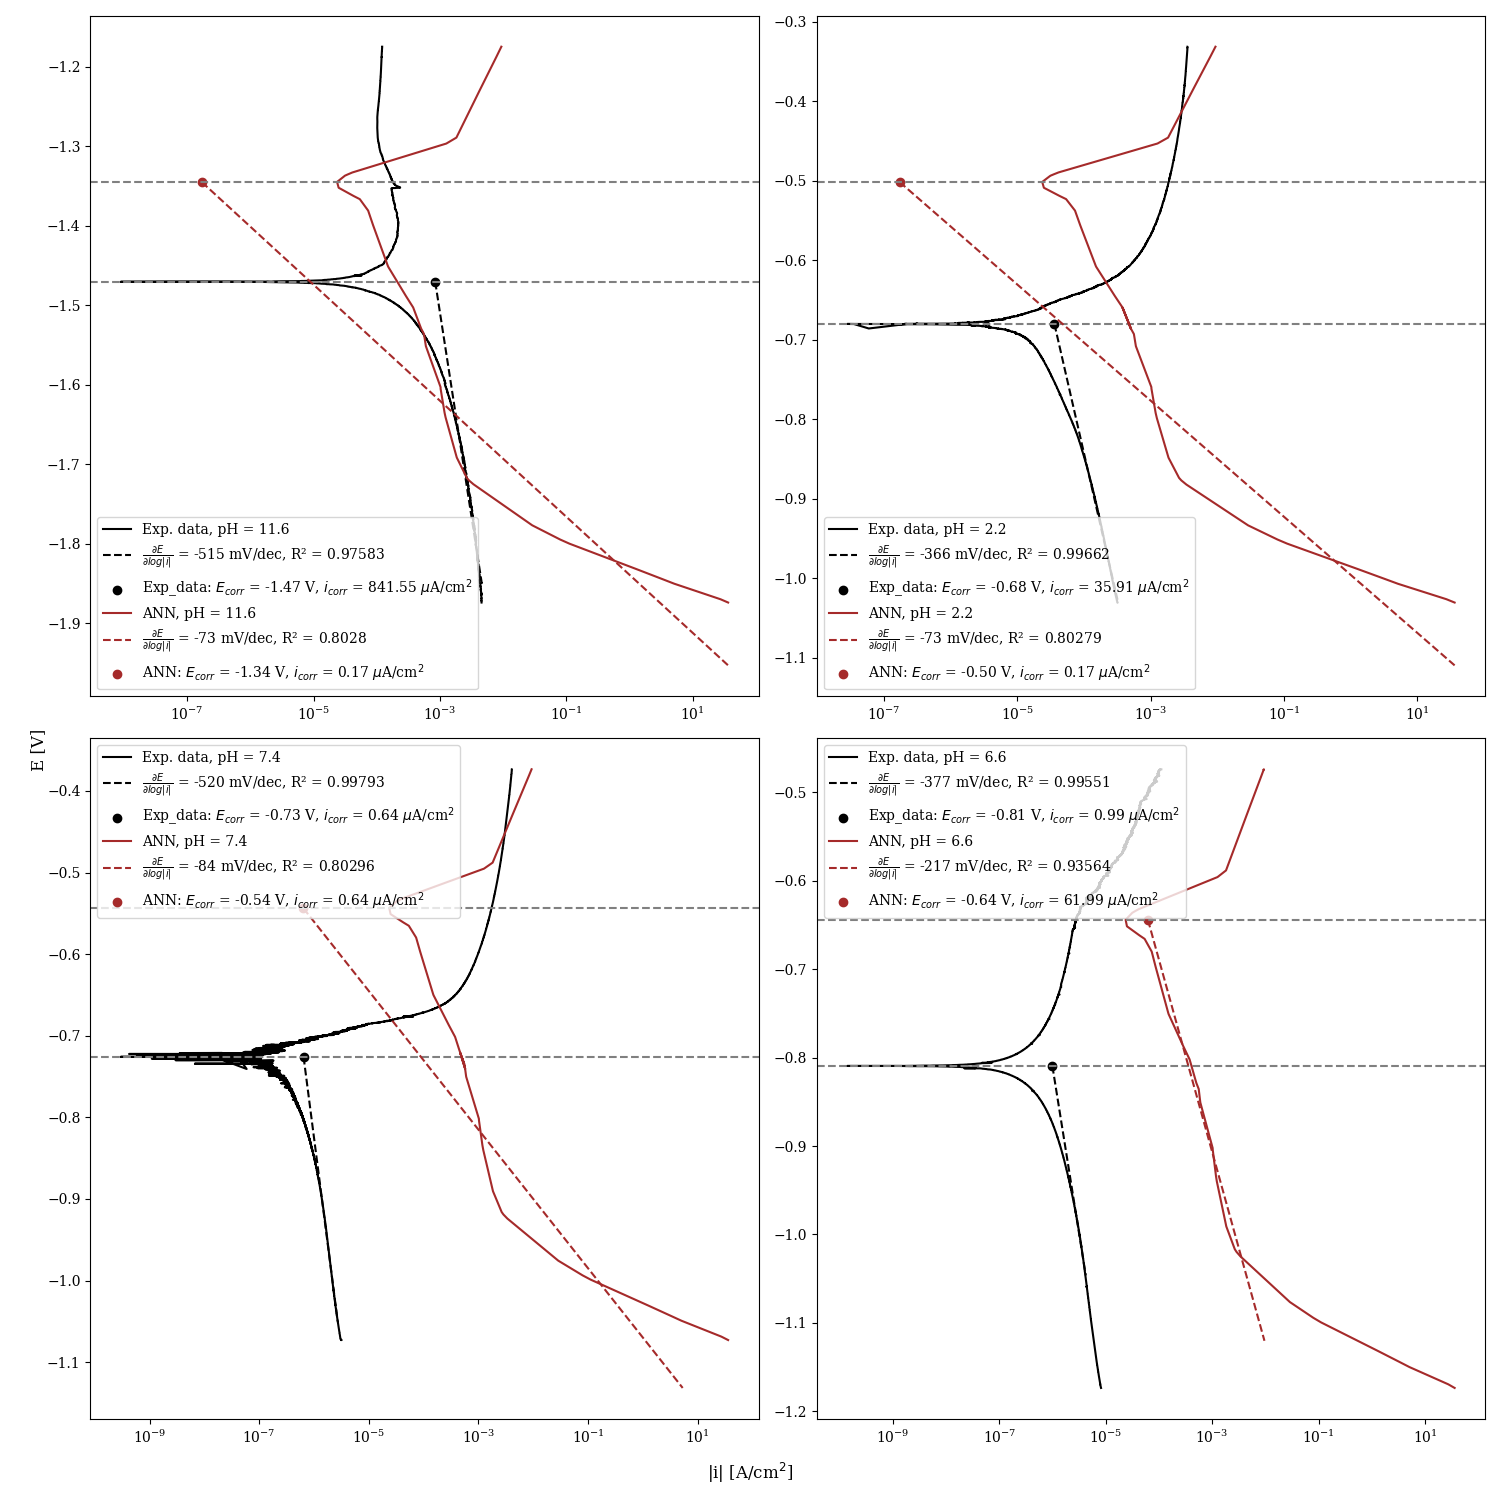 −1.2
−1.3
−1.4
−1.5
−1.6
−1.7
−1.8
−1.9
10⁻⁷
10⁻⁵
10⁻³
10⁻¹
10¹
Exp. data, pH = 11.6
∂E/∂log|i| = -515 mV/dec, R² = 0.97583
Exp_data: E_corr = -1.47 V, i_corr = 841.55 μA/cm²
ANN, pH = 11.6
∂E/∂log|i| = -73 mV/dec, R² = 0.8028
ANN: E_corr = -1.34 V, i_corr = 0.17 μA/cm²
−0.3
−0.4
−0.5
−0.6
−0.7
−0.8
−0.9
−1.0
−1.1
10⁻⁷
10⁻⁵
10⁻³
10⁻¹
10¹
Exp. data, pH = 2.2
∂E/∂log|i| = -366 mV/dec, R² = 0.99662
Exp_data: E_corr = -0.68 V, i_corr = 35.91 μA/cm²
ANN, pH = 2.2
∂E/∂log|i| = -73 mV/dec, R² = 0.80279
ANN: E_corr = -0.50 V, i_corr = 0.17 μA/cm²
E [V]
−0.4
−0.5
−0.6
−0.7
−0.8
−0.9
−1.0
−1.1
10⁻⁹
10⁻⁷
10⁻⁵
10⁻³
10⁻¹
10¹
Exp. data, pH = 7.4
∂E/∂log|i| = -520 mV/dec, R² = 0.99793
Exp_data: E_corr = -0.73 V, i_corr = 0.64 μA/cm²
ANN, pH = 7.4
∂E/∂log|i| = -84 mV/dec, R² = 0.80296
ANN: E_corr = -0.54 V, i_corr = 0.64 μA/cm²
−0.5
−0.6
−0.7
−0.8
−0.9
−1.0
−1.1
−1.2
10⁻⁹
10⁻⁷
10⁻⁵
10⁻³
10⁻¹
10¹
Exp. data, pH = 6.6
∂E/∂log|i| = -377 mV/dec, R² = 0.99551
Exp_data: E_corr = -0.81 V, i_corr = 0.99 μA/cm²
ANN, pH = 6.6
∂E/∂log|i| = -217 mV/dec, R² = 0.93564
ANN: E_corr = -0.64 V, i_corr = 61.99 μA/cm²
|i| [A/cm²]